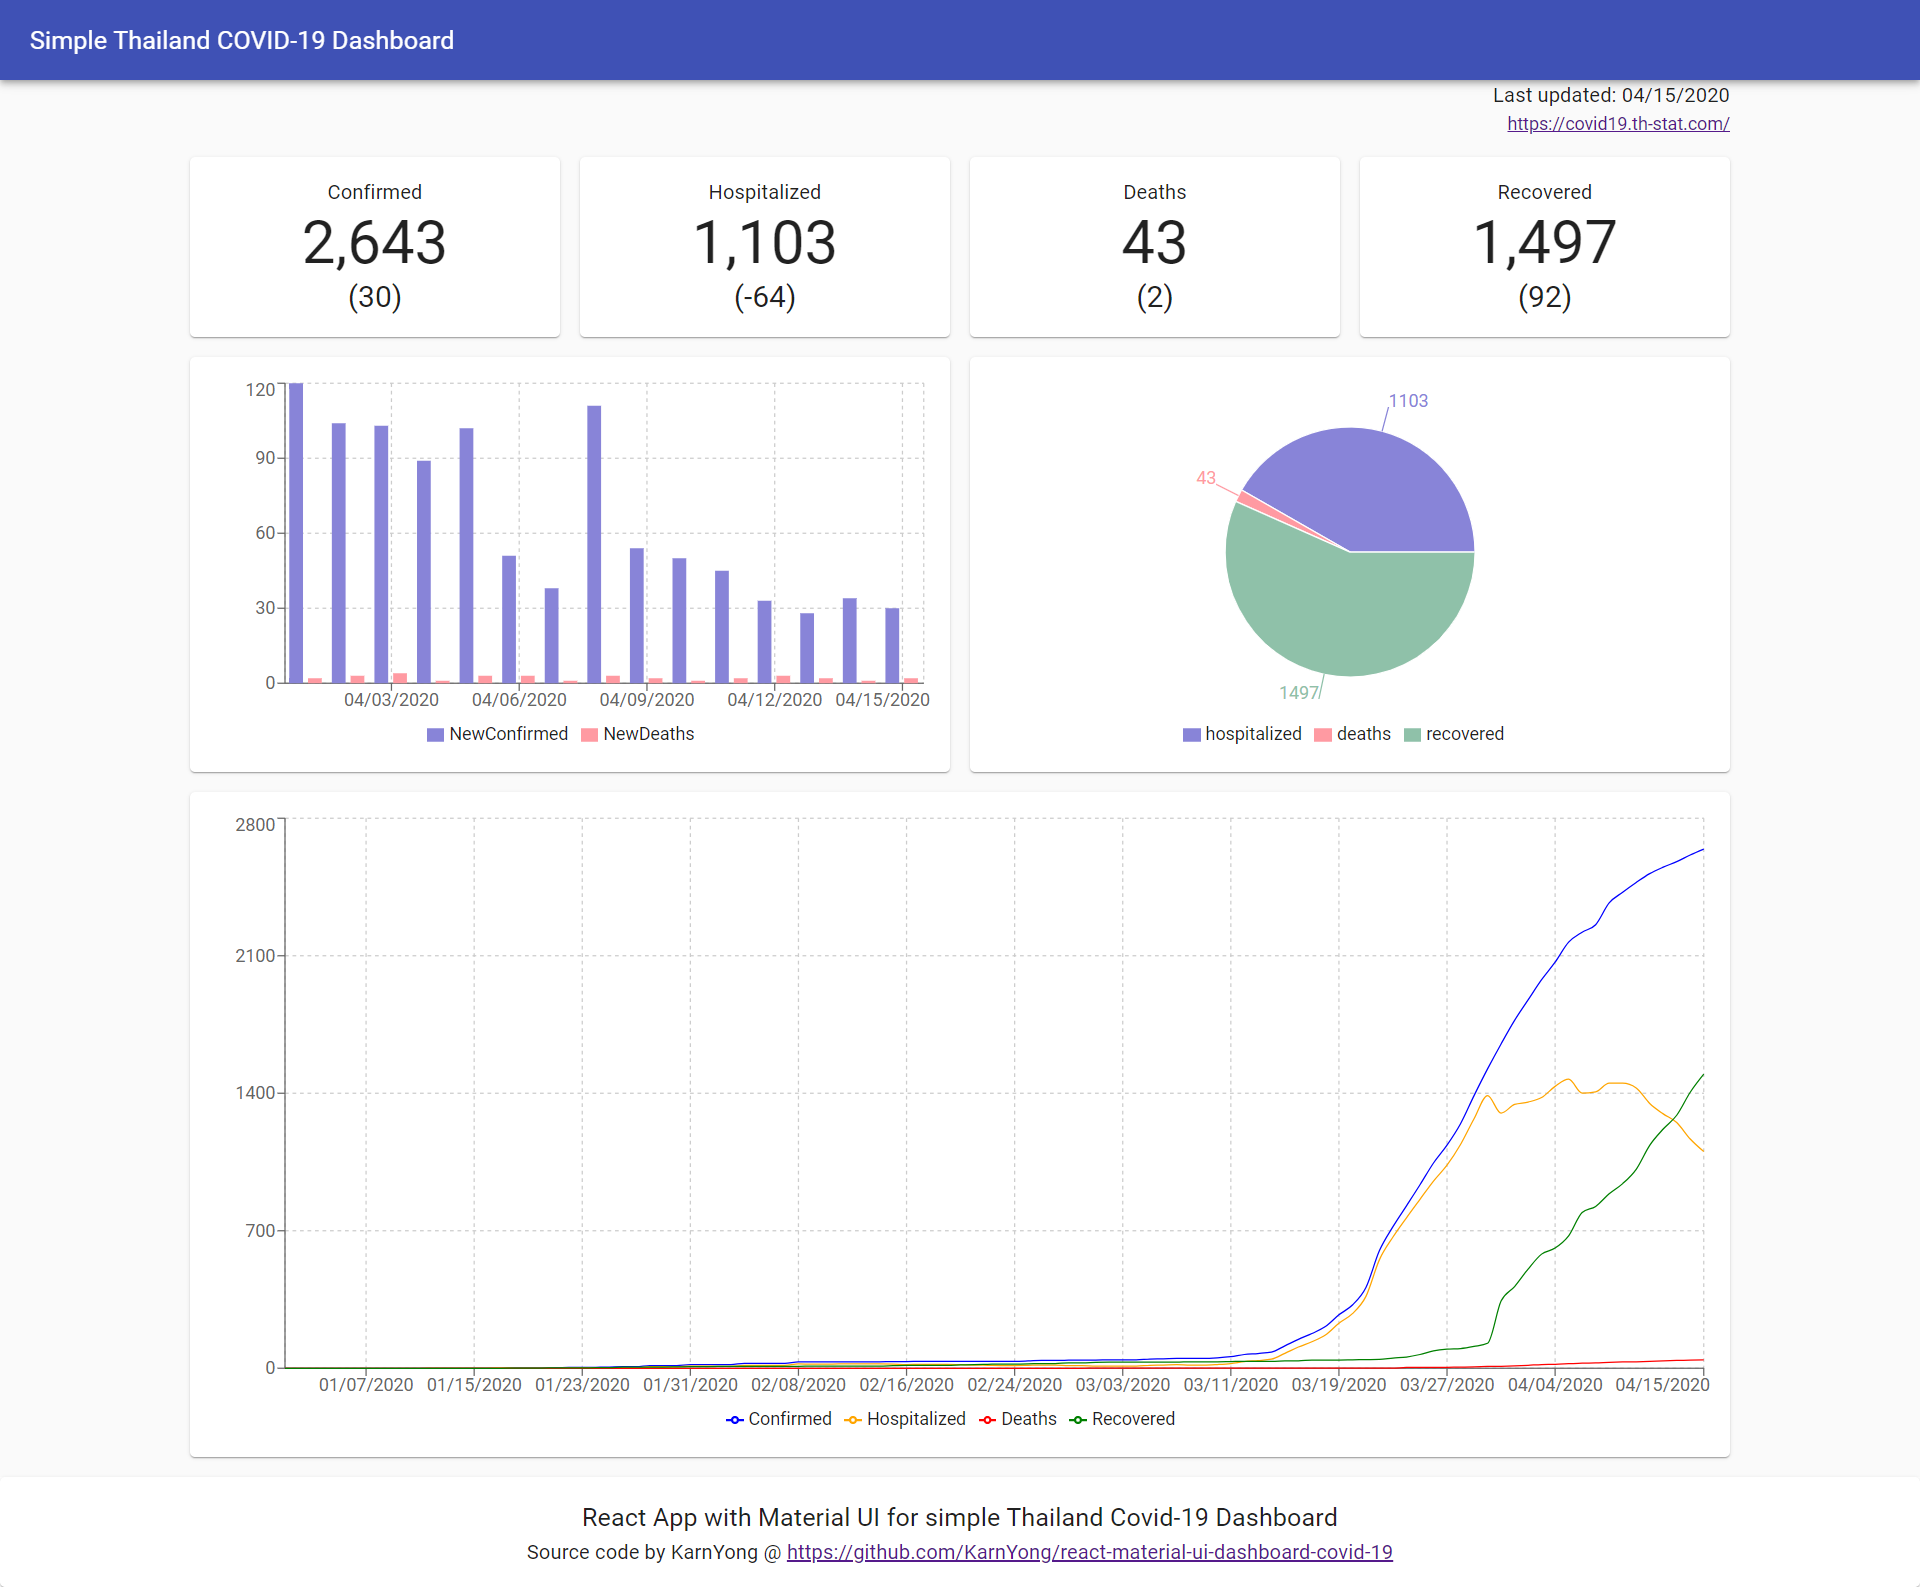 Simple Thailand COVID-19 Dashboard
Last updated: 04/15/2020
https://covid19.th-stat.com/
Confirmed
2,643
(30)
Hospitalized
1,103
(-64)
Deaths
43
(2)
Recovered
1,497
(92)
120
90
60
30
0
04/03/2020 04/06/2020 04/09/2020 04/12/2020 04/15/2020
NewConfirmed NewDeaths
1103
43
1497
hospitalized deaths recovered
2800
2100
1400
700
0
01/07/2020 01/15/2020 01/23/2020 01/31/2020 02/08/2020 02/16/2020 02/24/2020 03/03/2020 03/11/2020 03/19/2020 03/27/2020 04/04/2020 04/15/2020
Confirmed Hospitalized Deaths Recovered
React App with Material UI for simple Thailand Covid-19 Dashboard
Source code by KarnYong @ https://github.com/KarnYong/react-material-ui-dashboard-covid-19